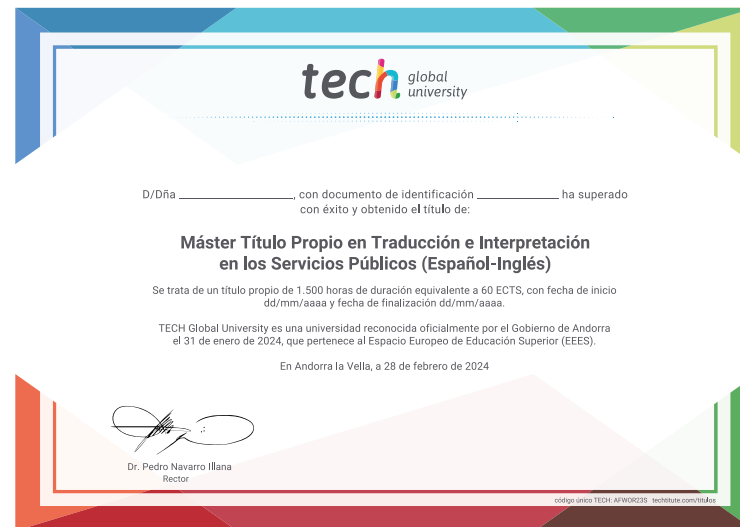 tech global university
D/Dña ______________________, con documento de identificación ________________ ha superado
con éxito y obtenido el título de:
Máster Título Propio en Traducción e Interpretación
en los Servicios Públicos (Español-Inglés)
Se trata de un título propio de 1.500 horas de duración equivalente a 60 ECTS, con fecha de inicio
dd/mm/aaaa y fecha de finalización dd/mm/aaaa.
TECH Global University es una universidad reconocida oficialmente por el Gobierno de Andorra
el 31 de enero de 2024, que pertenece al Espacio Europeo de Educación Superior (EEES).
En Andorra la Vella, a 28 de febrero de 2024
Dr. Pedro Navarro Illana
Rector
código único TECH: AFWOR23S techtitute.com/titulos